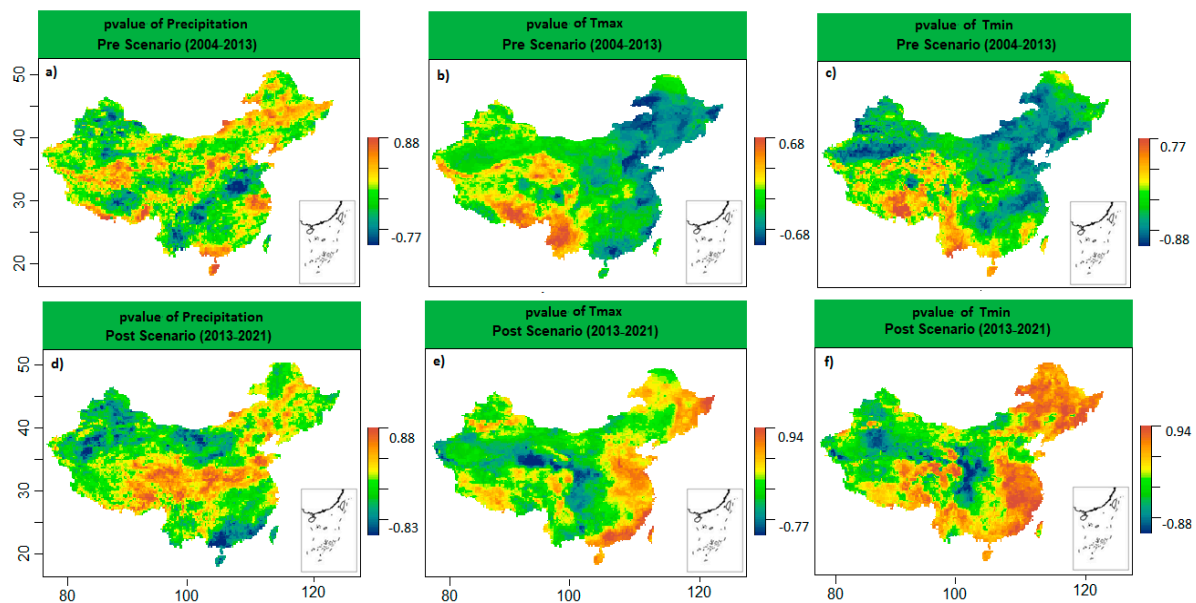 pvalue of Precipitation
Pre Scenario (2004-2013)
pvalue of Tmax
Pre Scenario (2004-2013)
pvalue of Tmin
Pre Scenario (2004-2013)
a)
b)
c)
50
40
30
20
0.88
-0.77
0.68
-0.68
0.77
-0.88
pvalue of Precipitation
Post Scenario (2013-2021)
pvalue of Tmax
Post Scenario (2013-2021)
pvalue of Tmin
Post Scenario (2013-2021)
d)
e)
f)
50
40
30
20
0.88
-0.83
0.94
-0.77
0.94
-0.88
80 100 120
80 100 120
80 100 120